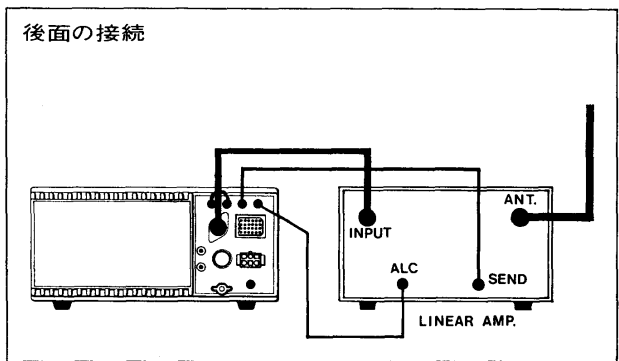 後面の接続
ANT.
INPUT
ALC
SEND
LINEAR AMP.